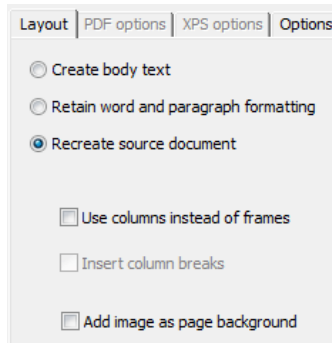 Layout PDF options XPS options Options
Create body text
Retain word and paragraph formatting
Recreate source document
Use columns instead of frames
Insert column breaks
Add image as page background